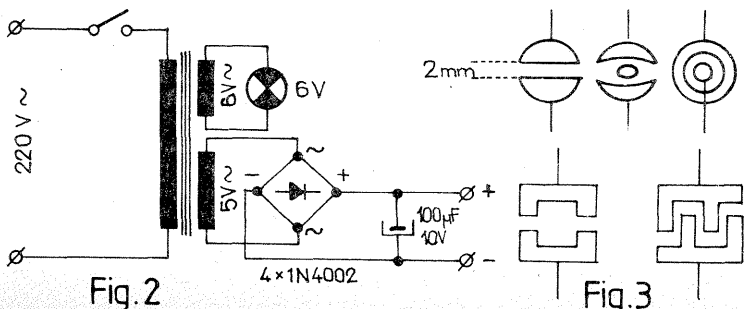 220 V ~
6V~
6V
5V~
~
-
+
~
100µF
10V
+
-
4×1N4002
Fig.2
2mm
Fig.3